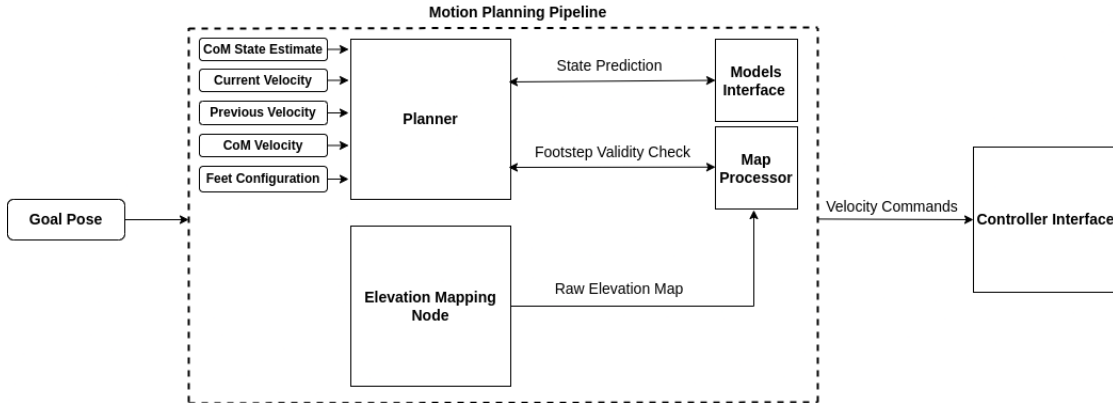 Motion Planning Pipeline
CoM State Estimate
Current Velocity
Previous Velocity
CoM Velocity
Feet Configuration
Planner
State Prediction
Models
Interface
Footstep Validity Check
Map
Processor
Goal Pose
Velocity Commands
Controller Interface
Elevation Mapping
Node
Raw Elevation Map